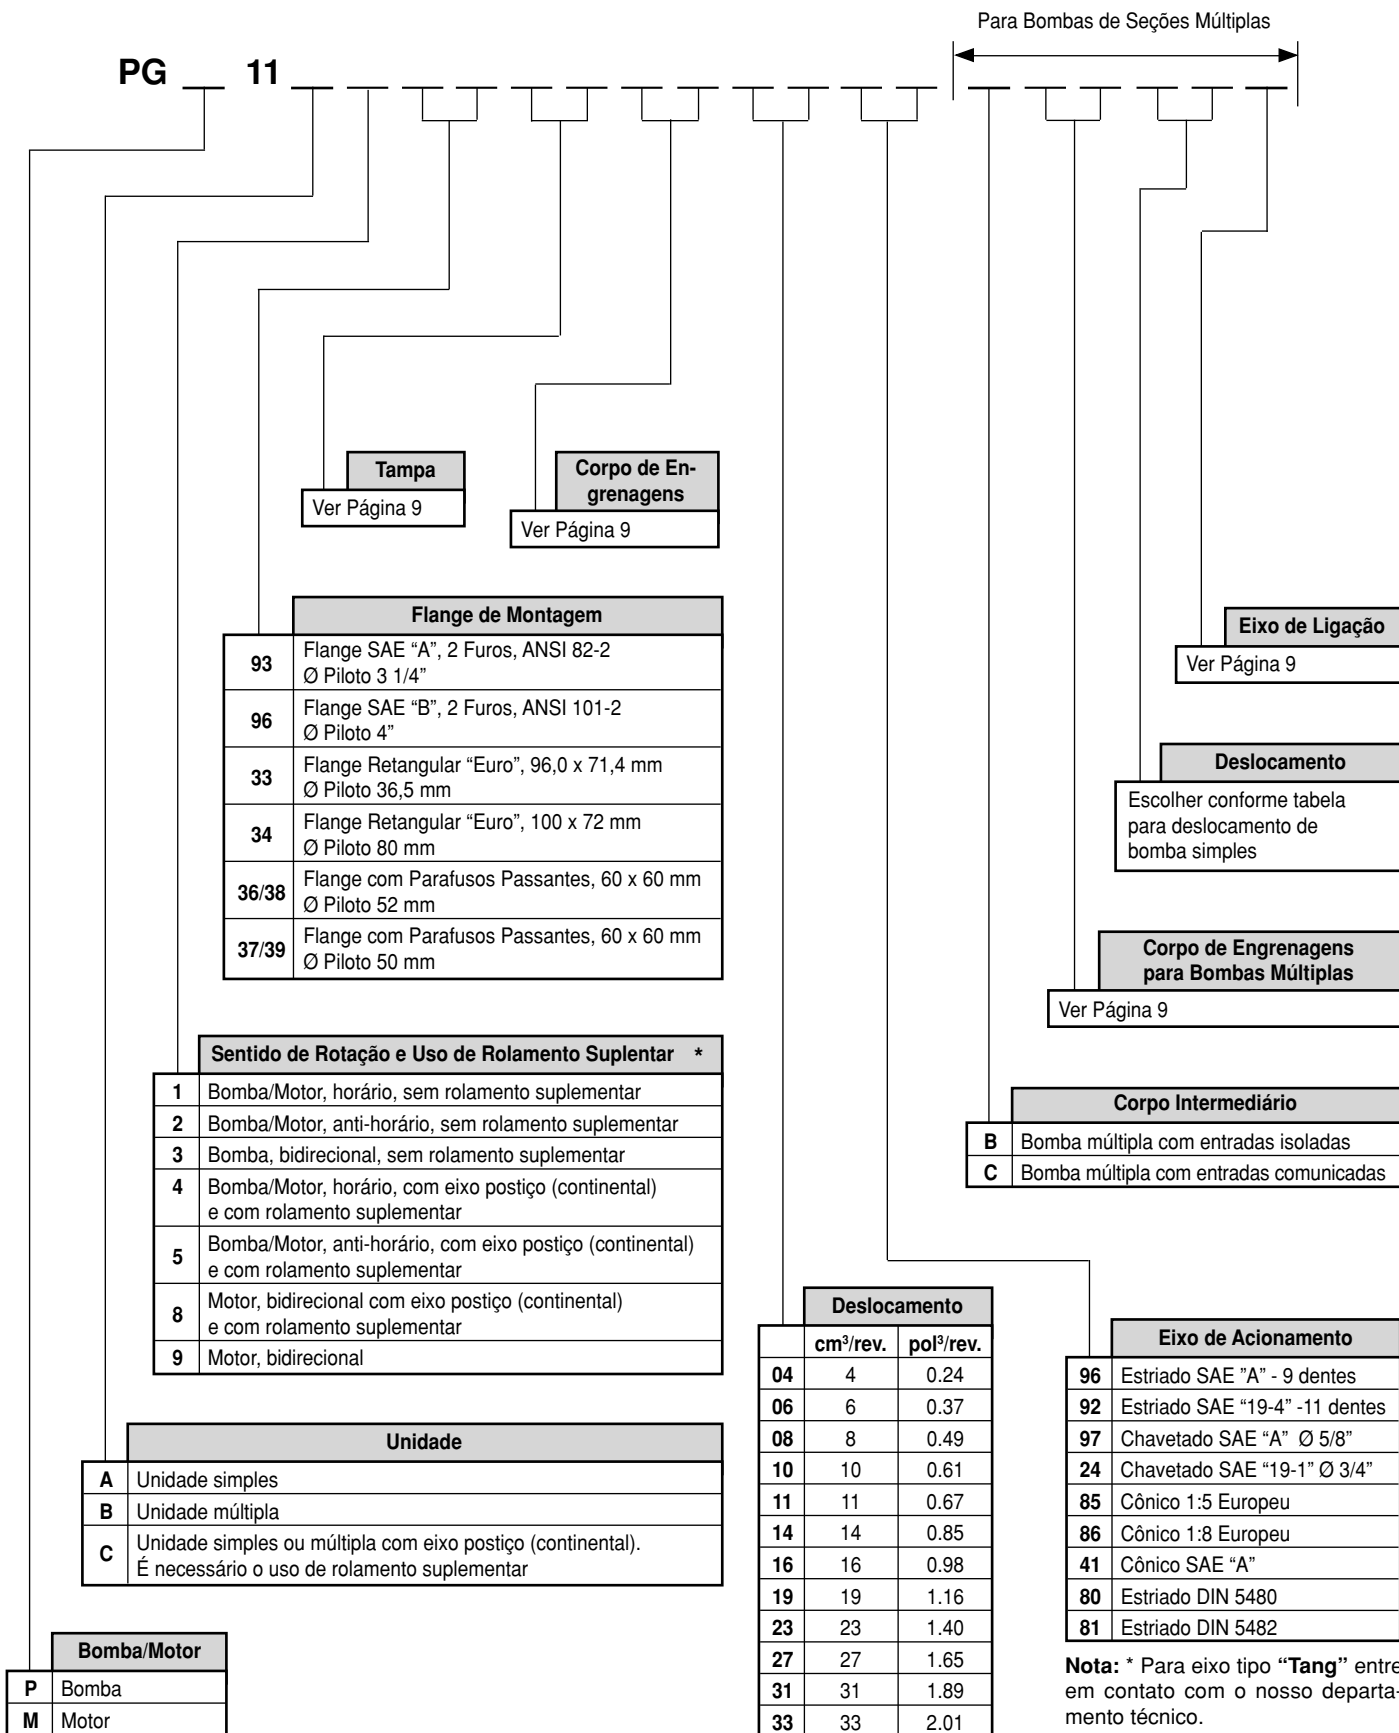 Para Bombas de Seções Múltiplas
PG 11
Tampa
Ver Página 9
Corpo de En-
grenagens
Ver Página 9
Flange de Montagem
93 Flange SAE “A”, 2 Furos, ANSI 82-2
Ø Piloto 3 1/4”
96 Flange SAE “B”, 2 Furos, ANSI 101-2
Ø Piloto 4”
33 Flange Retangular “Euro”, 96,0 x 71,4 mm
Ø Piloto 36,5 mm
34 Flange Retangular “Euro”, 100 x 72 mm
Ø Piloto 80 mm
36/38 Flange com Parafusos Passantes, 60 x 60 mm
Ø Piloto 52 mm
37/39 Flange com Parafusos Passantes, 60 x 60 mm
Ø Piloto 50 mm
Eixo de Ligação
Ver Página 9
Deslocamento
Escolher conforme tabela
para deslocamento de
bomba simples
Corpo de Engrenagens
para Bombas Múltiplas
Ver Página 9
Sentido de Rotação e Uso de Rolamento Suplentar *
1 Bomba/Motor, horário, sem rolamento suplementar
2 Bomba/Motor, anti-horário, sem rolamento suplementar
3 Bomba, bidirecional, sem rolamento suplementar
4 Bomba/Motor, horário, com eixo postiço (continental)
e com rolamento suplementar
5 Bomba/Motor, anti-horário, com eixo postiço (continental)
e com rolamento suplementar
8 Motor, bidirecional com eixo postiço (continental)
e com rolamento suplementar
9 Motor, bidirecional
Corpo Intermediário
B Bomba múltipla com entradas isoladas
C Bomba múltipla com entradas comunicadas
Unidade
A Unidade simples
B Unidade múltipla
C Unidade simples ou múltipla com eixo postiço (continental).
É necessário o uso de rolamento suplementar
Bomba/Motor
P Bomba
M Motor
Deslocamento
cm³/rev. pol³/rev.
04 4 0.24
06 6 0.37
08 8 0.49
10 10 0.61
11 11 0.67
14 14 0.85
16 16 0.98
19 19 1.16
23 23 1.40
27 27 1.65
31 31 1.89
33 33 2.01
Eixo de Acionamento
96 Estriado SAE ”A” - 9 dentes
92 Estriado SAE “19-4” -11 dentes
97 Chavetado SAE “A” Ø 5/8”
24 Chavetado SAE “19-1” Ø 3/4”
85 Cônico 1:5 Europeu
86 Cônico 1:8 Europeu
41 Cônico SAE “A”
80 Estriado DIN 5480
81 Estriado DIN 5482
Nota: * Para eixo tipo “Tang” entre
em contato com o nosso departa-
mento técnico.